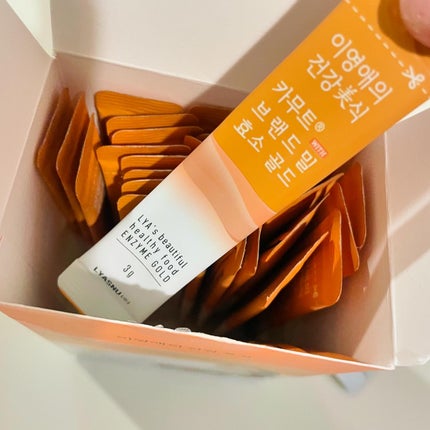 이영애의
건강美식
카무트®
브랜드 밀
효소 골드
WITH
LYA's beautiful
healthy food
ENZYME GOLD
3g